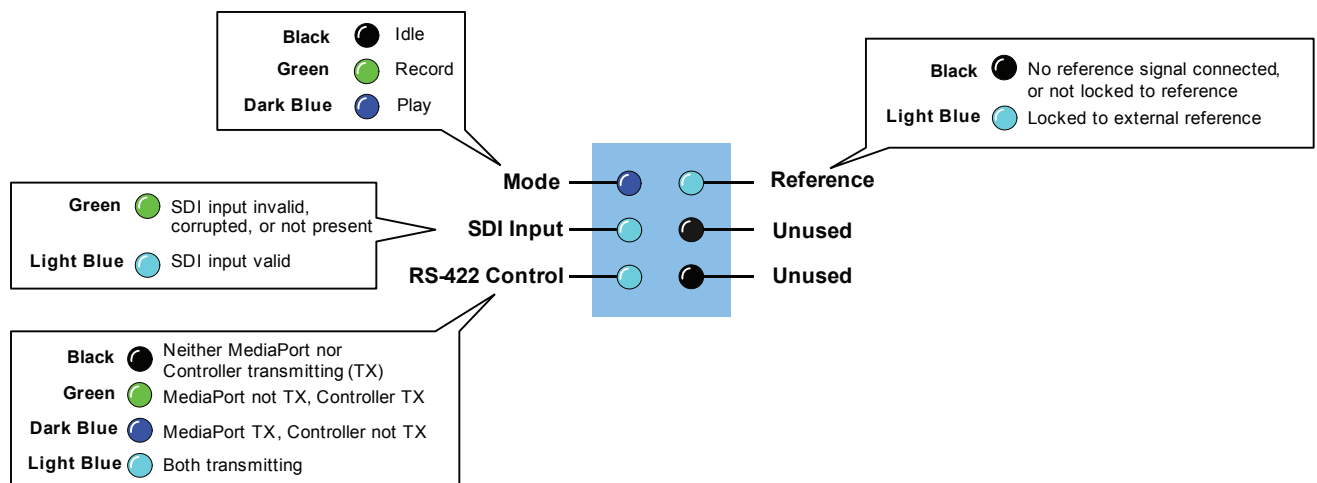 Black Idle
Green Record
Dark Blue Play
Black No reference signal connected,
or not locked to reference
Light Blue Locked to external reference
Mode
Reference
Green SDI input invalid,
corrupted, or not present
Light Blue SDI input valid
SDI Input
Unused
RS-422 Control
Unused
Black Neither MediaPort nor
Controller transmitting (TX)
Green MediaPort not TX, Controller TX
Dark Blue MediaPort TX, Controller not TX
Light Blue Both transmitting